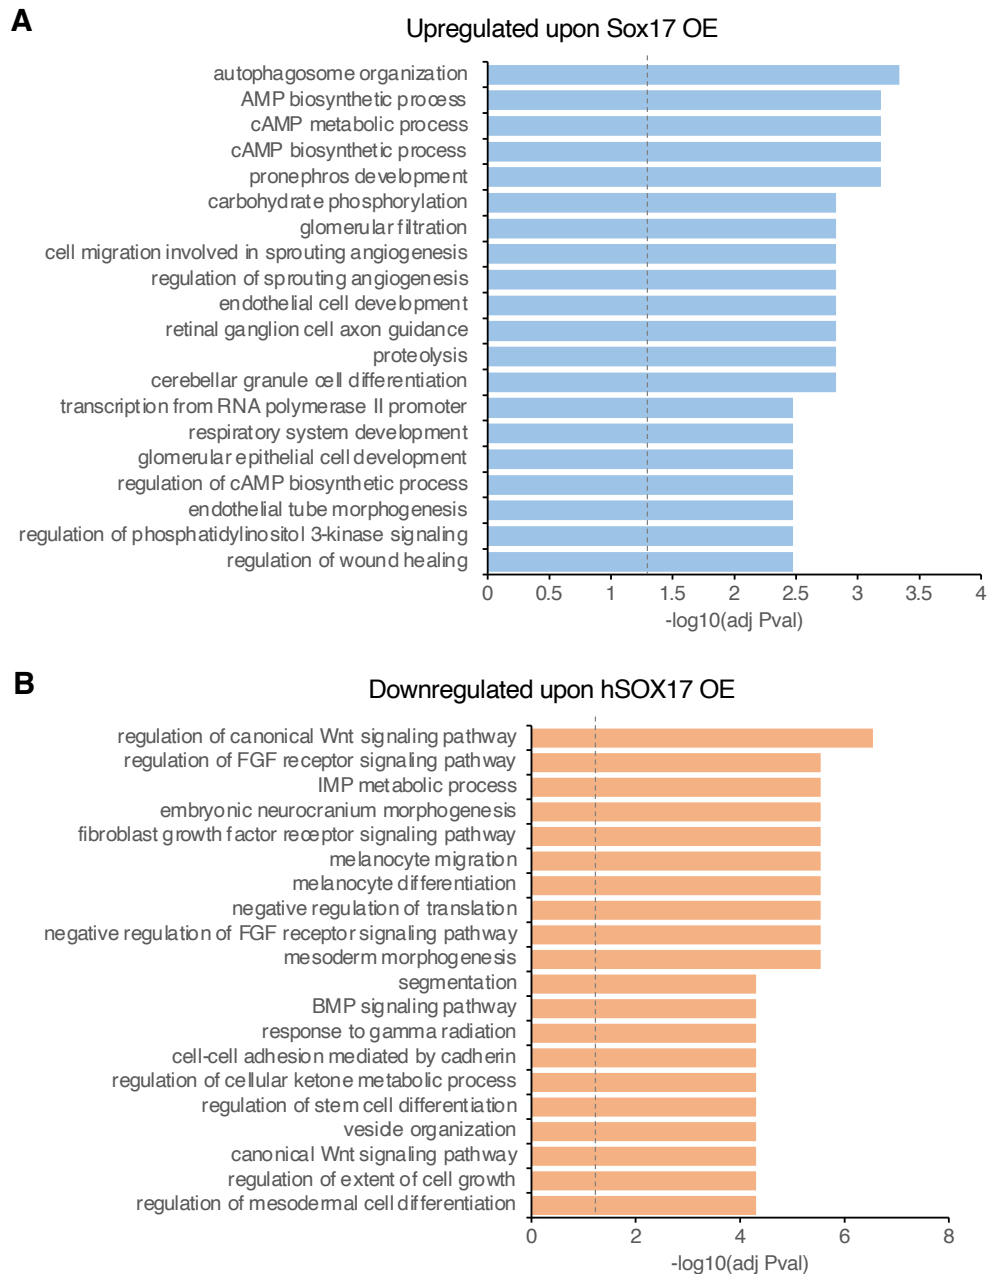 A
Upregulated upon Sox17 OE
autophagosome organization
AMP biosynthetic process
cAMP metabolic process
cAMP biosynthetic process
pronephros development
carbohydrate phosphorylation
glomerular filtration
cell migration involved in sprouting angiogenesis
regulation of sprouting angiogenesis
endothelial cell development
retinal ganglion cell axon guidance
proteolysis
cerebellar granule cell differentiation
transcription from RNA polymerase II promoter
respiratory system development
glomerular epithelial cell development
regulation of cAMP biosynthetic process
endothelial tube morphogenesis
regulation of phosphatidylinositol 3-kinase signaling
regulation of wound healing
0 0.5 1 1.5 2 2.5 3 3.5 4
-log10(adj Pval)
B
Downregulated upon hSOX17 OE
regulation of canonical Wnt signaling pathway
regulation of FGF receptor signaling pathway
IMP metabolic process
embryonic neurocranium morphogenesis
fibroblast growth factor receptor signaling pathway
melanocyte migration
melanocyte differentiation
negative regulation of translation
negative regulation of FGF receptor signaling pathway
mesoderm morphogenesis
segmentation
BMP signaling pathway
response to gamma radiation
cell-cell adhesion mediated by cadherin
regulation of cellular ketone metabolic process
regulation of stem cell differentiation
vesicle organization
canonical Wnt signaling pathway
regulation of extent of cell growth
regulation of mesodermal cell differentiation
0 2 4 6 8
-log10(adj Pval)